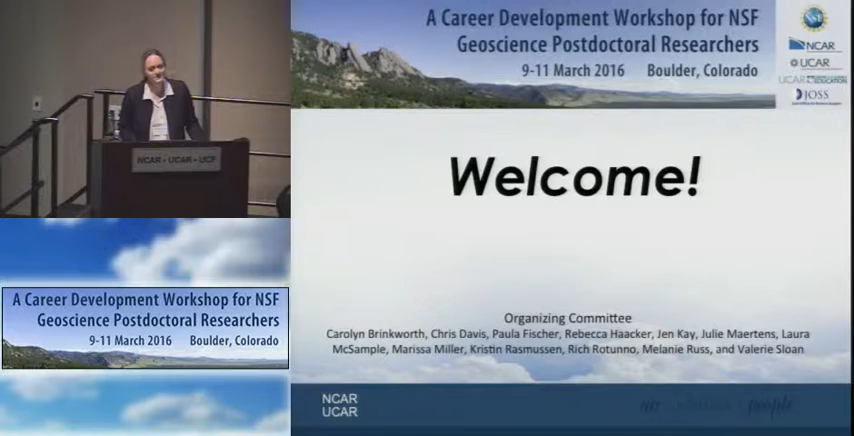 A Career Development Workshop for NSF
Geoscience Postdoctoral Researchers
9-11 March 2016 Boulder, Colorado
NSF
NCAR
UCAR
JOSS
Welcome!
NCAR • UCAR • UCP
A Career Development Workshop for NSF
Geoscience Postdoctoral Researchers
9-11 March 2016 Boulder, Colorado
Organizing Committee
Carolyn Brinkworth, Chris Davis, Paula Fischer, Rebecca Haacker, Jen Kay, Julie Maertens, Laura
McSample, Marissa Miller, Kristin Rasmussen, Rich Rotunno, Melanie Russ, and Valerie Sloan
NCAR
UCAR
people